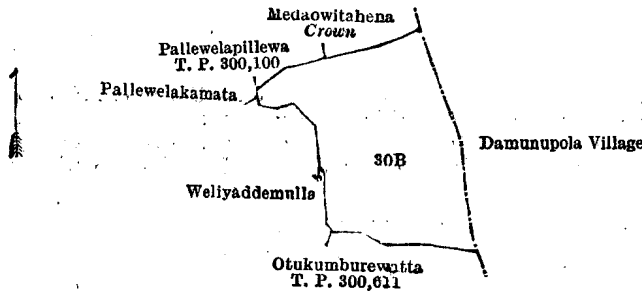 Medaowitahena
Crown
Pallewelapillewa
T. P. 300,100
Pallewelakamata
Damunupola Village
30B
Weliyaddemulla
Otukumburewatta
T. P. 300,611